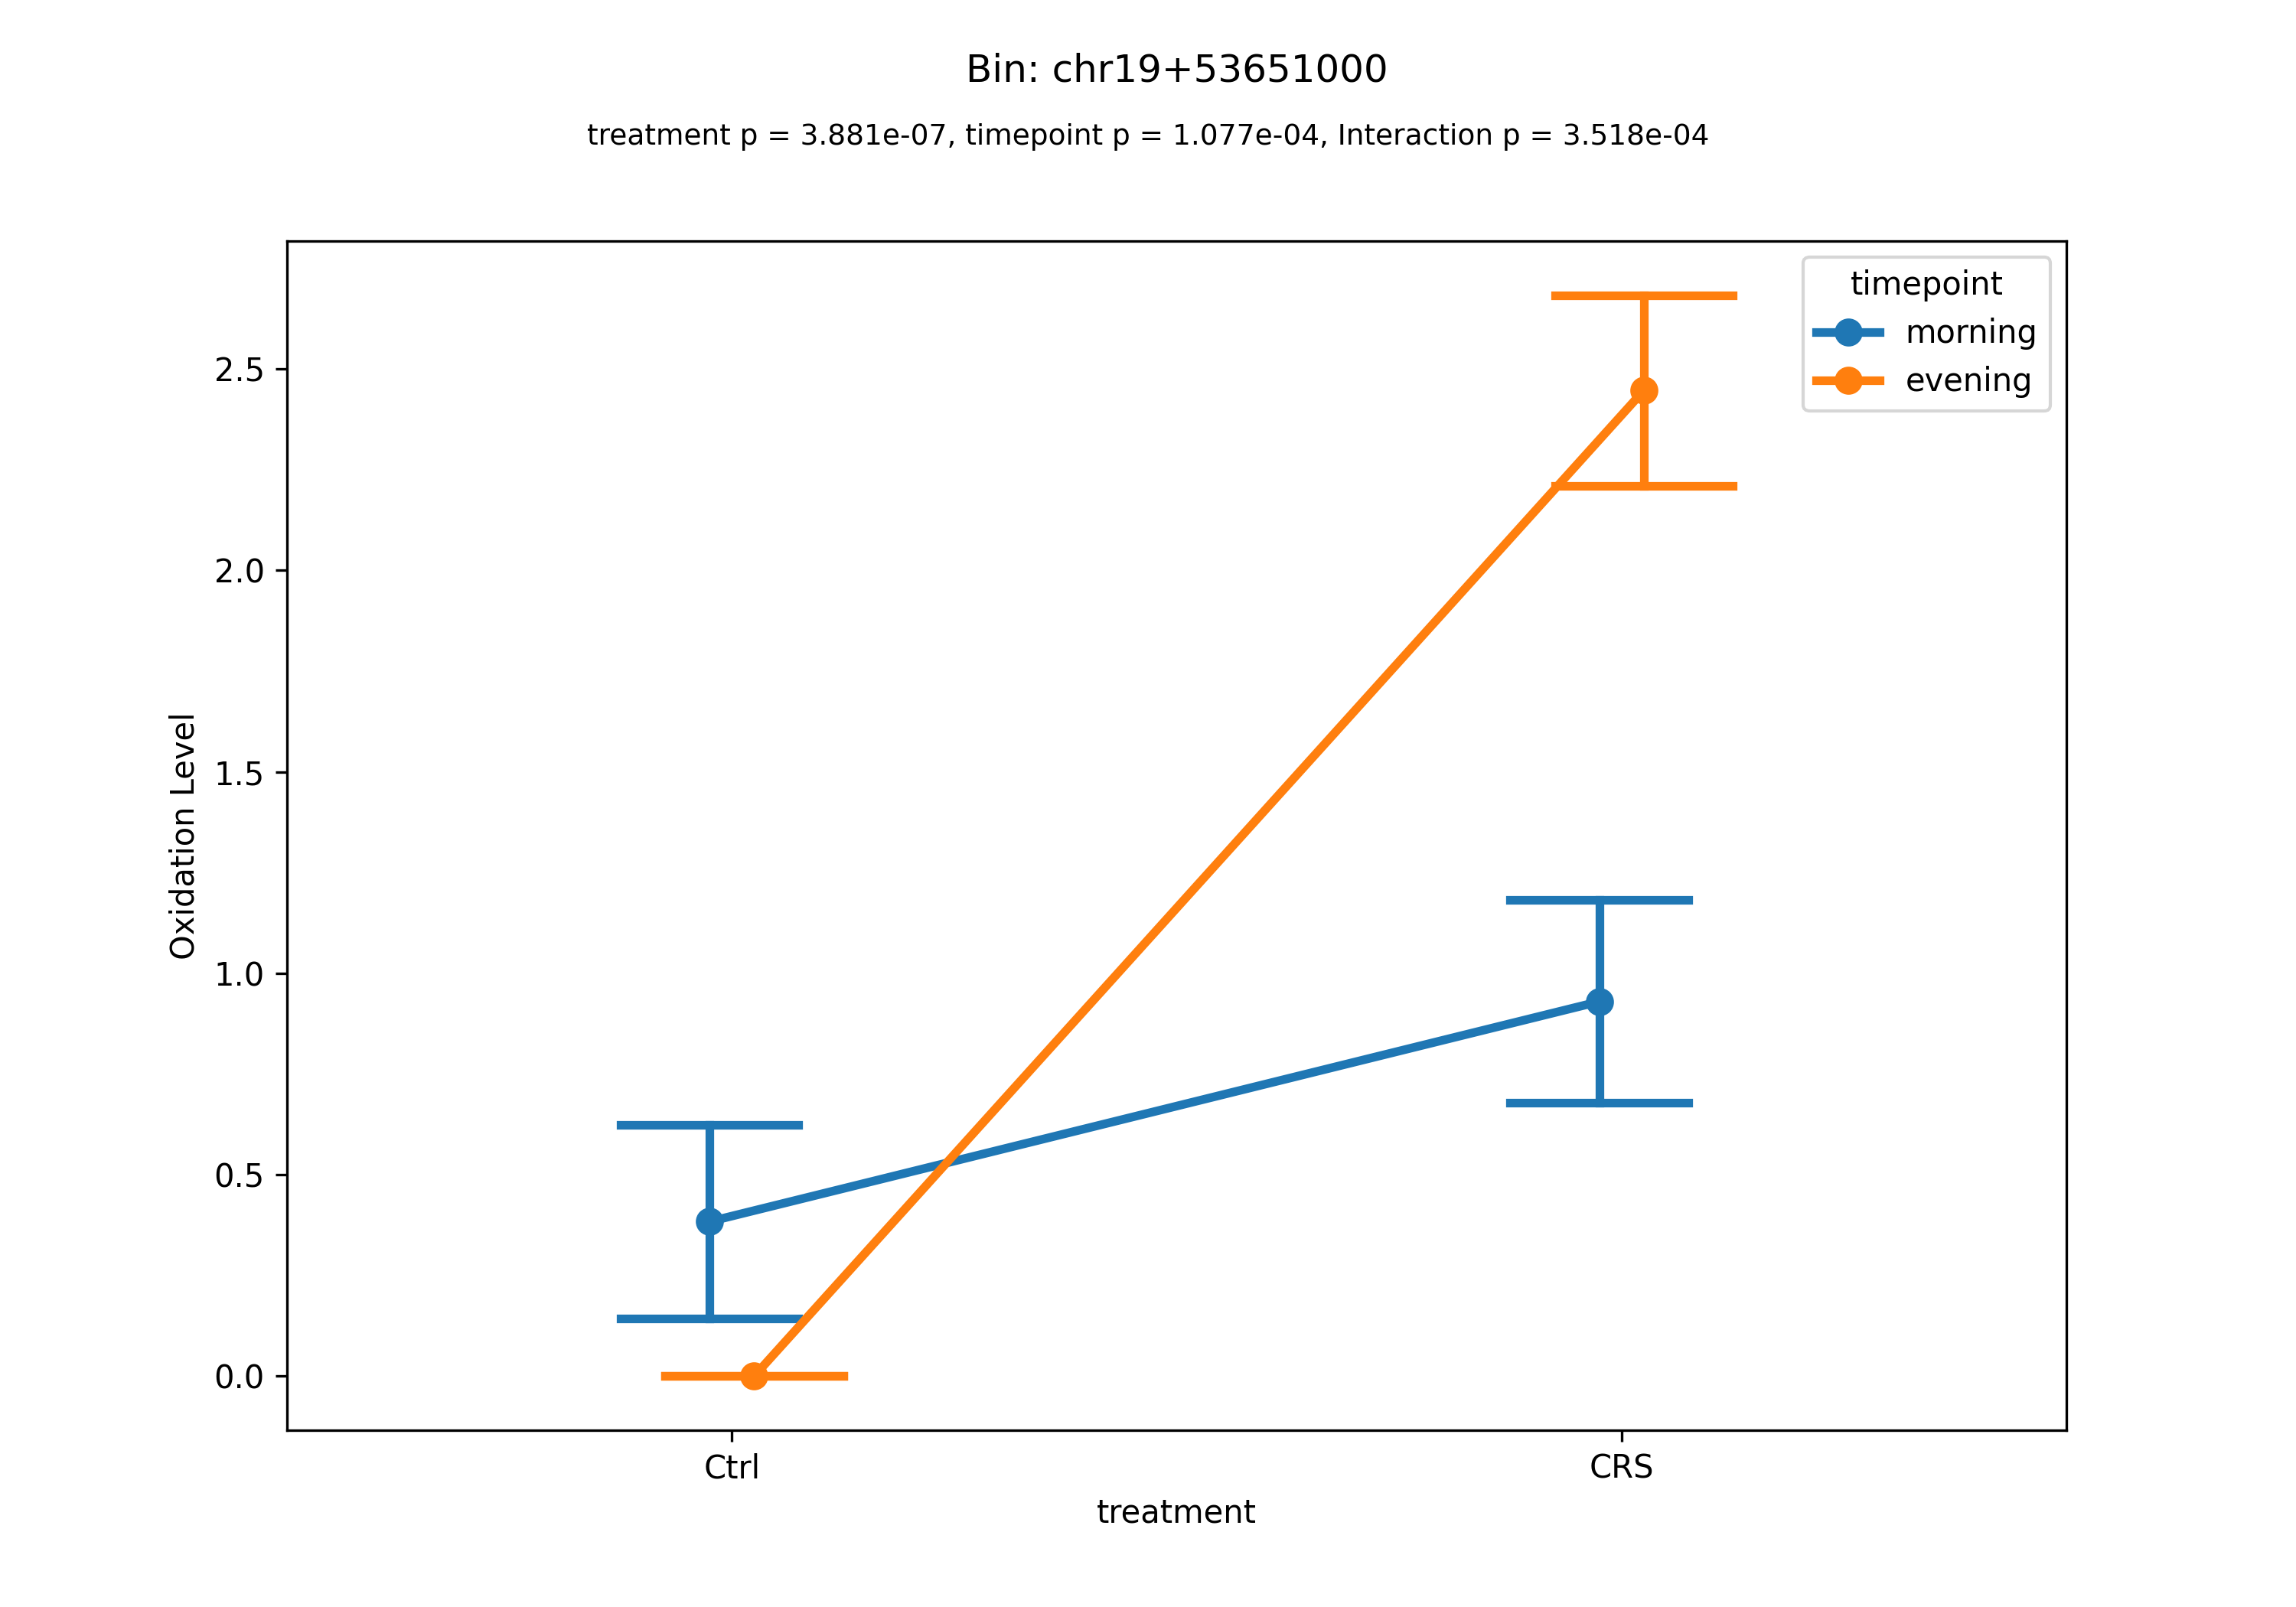 Bin: chr19+53651000
treatment p = 3.881e-07, timepoint p = 1.077e-04, Interaction p = 3.518e-04
timepoint
morning
evening
2.5
2.0
1.5
1.0
0.5
0.0
Oxidation Level
Ctrl
CRS
treatment